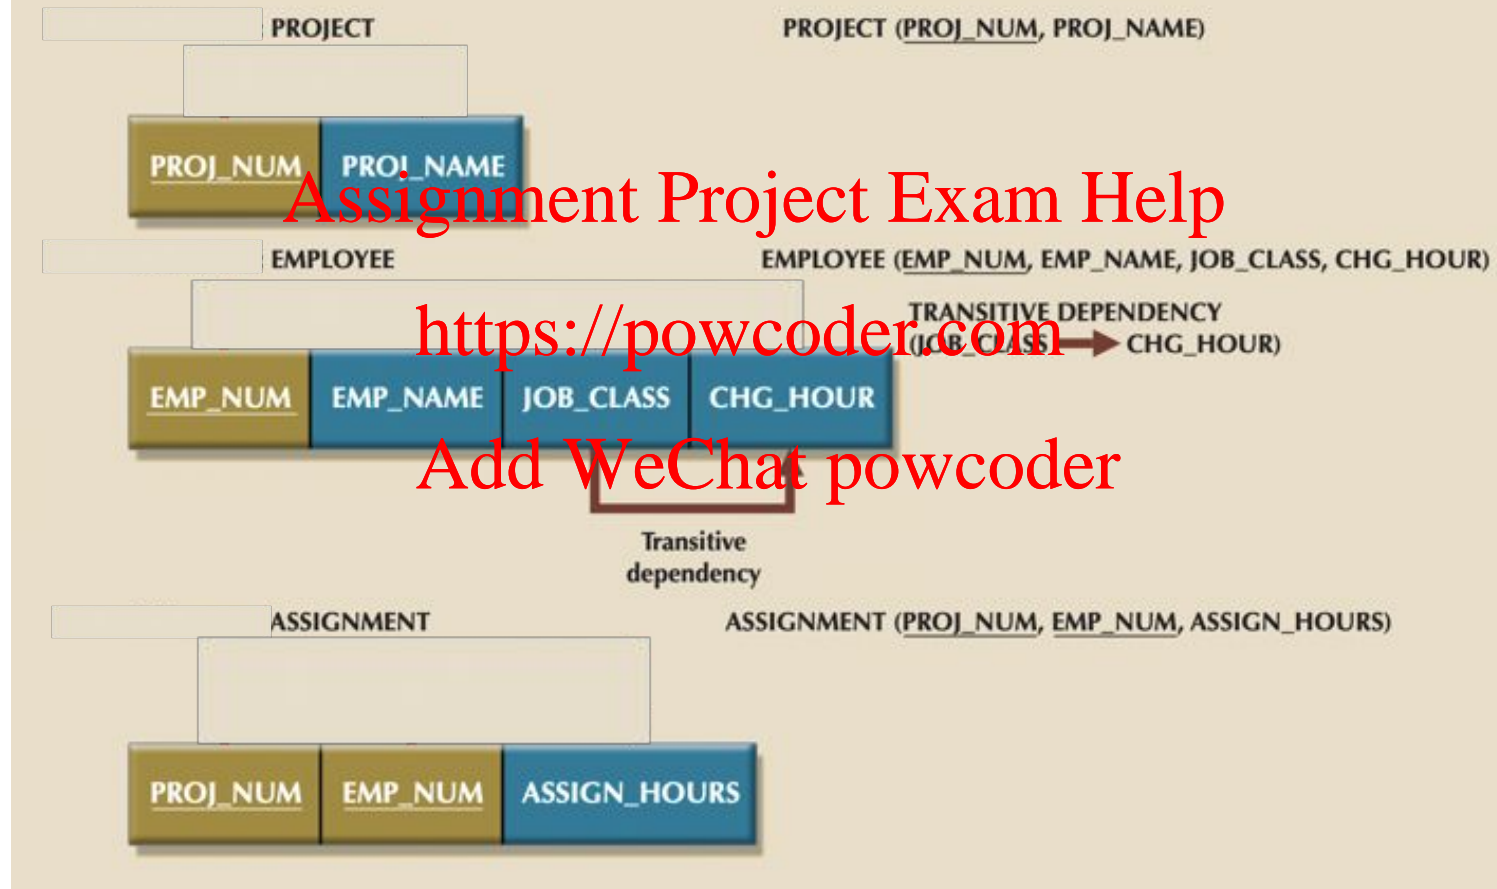 PROJECT PROJECT (PROJ_NUM, PROJ_NAME)
PROJ_NUM PROJ_NAME
Assignment Project Exam Help
EMPLOYEE EMPLOYEE (EMP_NUM, EMP_NAME, JOB_CLASS, CHG_HOUR)
TRANSITIVE DEPENDENCY
(JOB_CLASS CHG_HOUR)
https://powcoder.com
EMP_NUM EMP_NAME JOB_CLASS CHG_HOUR
Add WeChat powcoder
Transitive
dependency
ASSIGNMENT ASSIGNMENT (PROJ_NUM, EMP_NUM, ASSIGN_HOURS)
PROJ_NUM EMP_NUM ASSIGN_HOURS